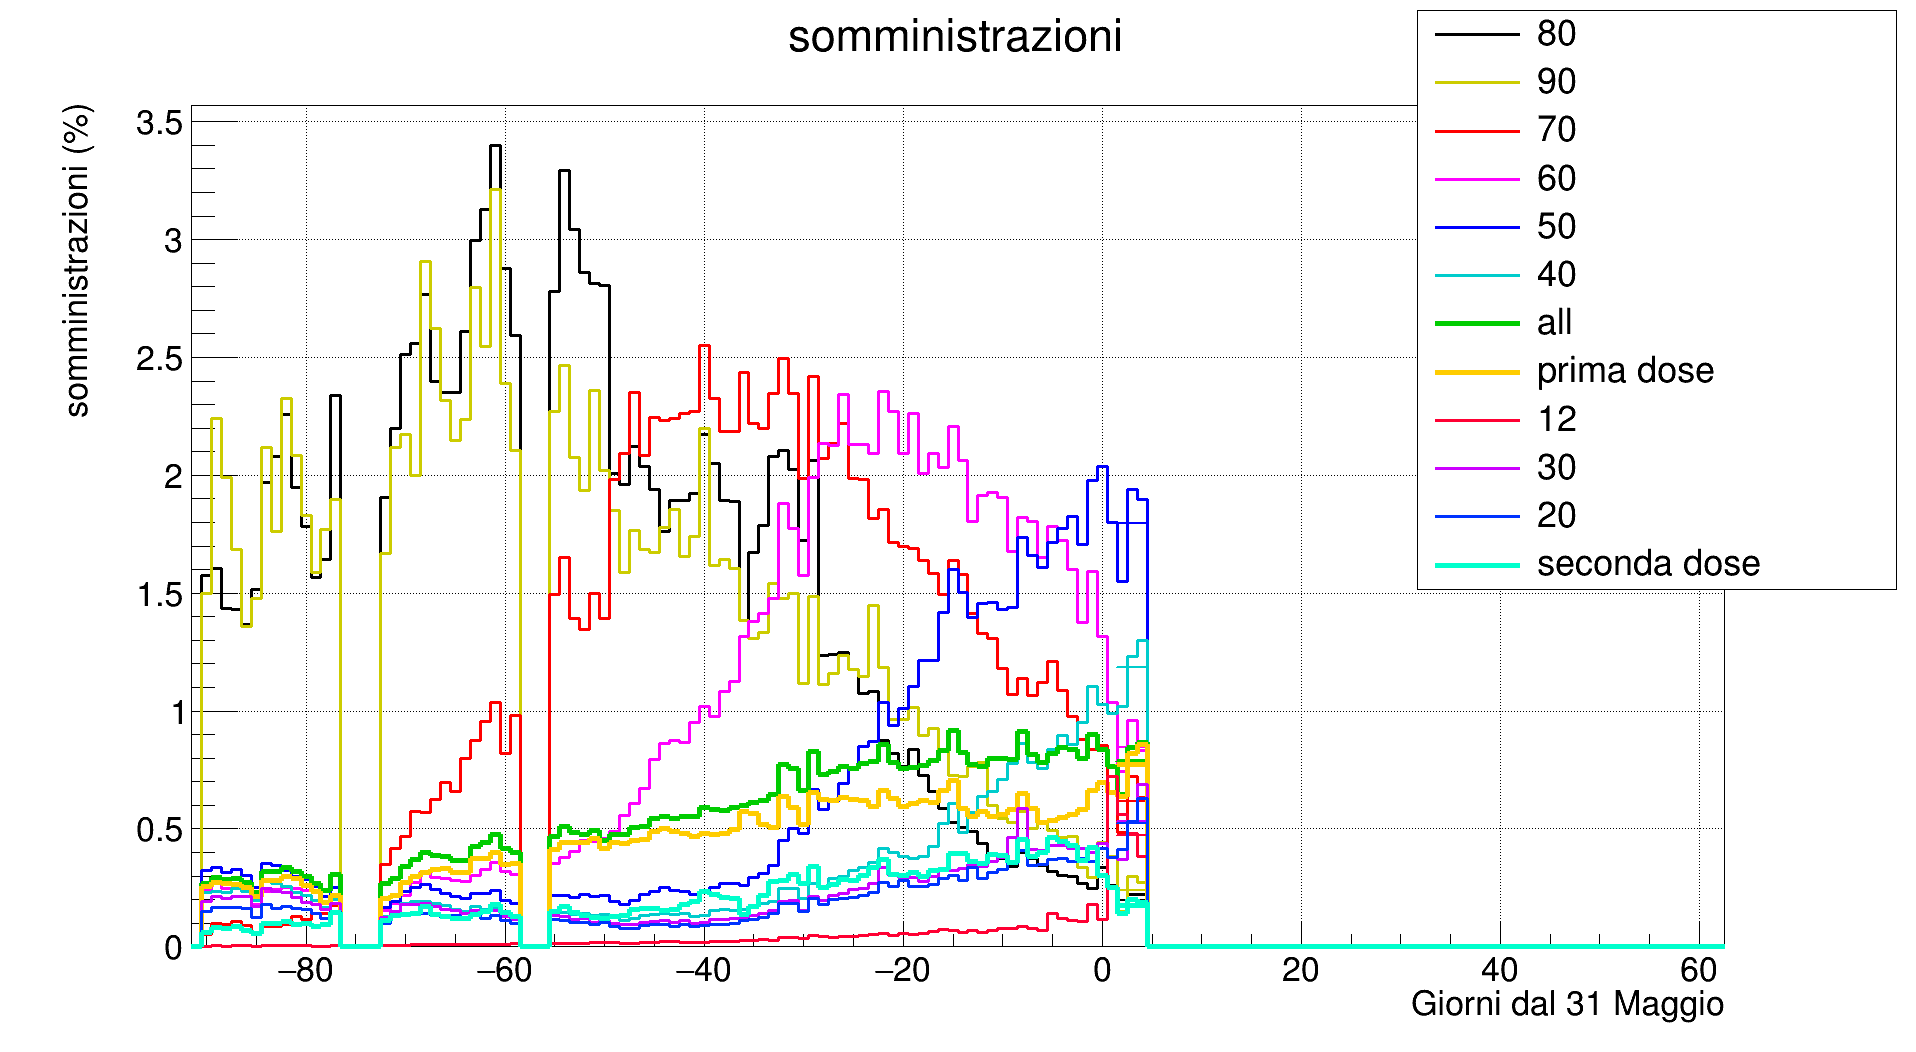 somministrazioni
80
90
70
60
50
40
all
prima dose
12
30
20
seconda dose
somministrazioni (%)
3.5
3
2.5
2
1.5
1
0.5
0
−80 −60 −40 −20 0 20 40 60
Giorni dal 31 Maggio